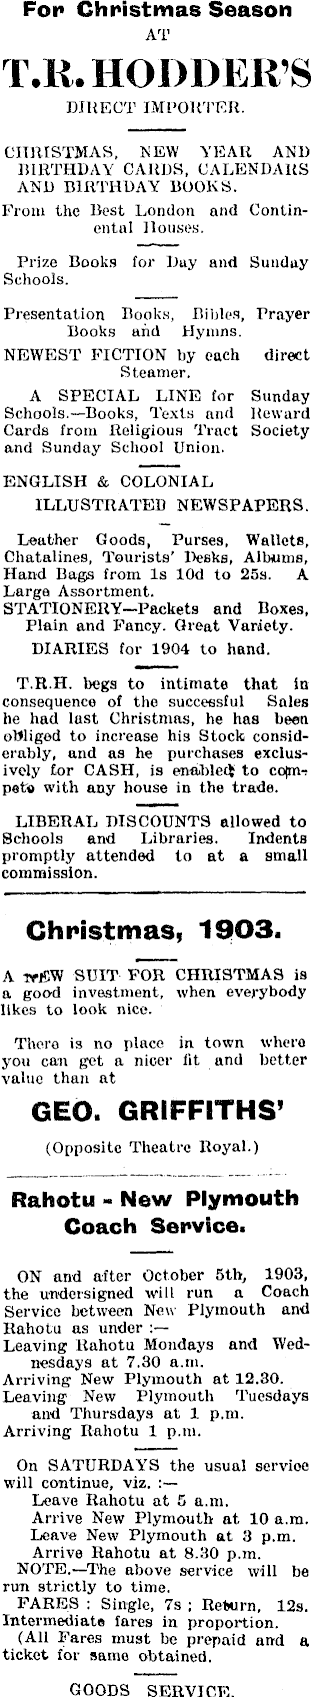 For Christmas Season
AT
T.R. HODDER'S
DIRECT IMPORTER.
CHRISTMAS, NEW YEAR AND
BIRTHDAY CARDS, CALENDARS
AND BIRTHDAY BOOKS.
From the Best London and Contin-
ental Houses.
Prize Books for Day and Sunday
Schools.
Presentation Books, Bibles, Prayer
Books and Hymns.
NEWEST FICTION by each direct
Steamer.
A SPECIAL LINE for Sunday
Schools.—Books, Texts and Reward
Cards from Religious Tract Society
and Sunday School Union.
ENGLISH & COLONIAL
ILLUSTRATED NEWSPAPERS.
Leather Goods, Purses, Wallets,
Chatalines, Tourists' Desks, Albums,
Hand Bags from 1s 10d to 25s. A
Large Assortment.
STATIONERY—Packets and Boxes,
Plain and Fancy. Great Variety.
DIARIES for 1904 to hand.
T.R.H. begs to intimate that in
consequence of the successful Sales
he had last Christmas, he has been
obliged to increase his Stock consid-
erably, and as he purchases exclus-
ively for CASH, is enabled to com-
pete with any house in the trade.
LIBERAL DISCOUNTS allowed to
Schools and Libraries. Indents
promptly attended to at a small
commission.
Christmas, 1903.
A NEW SUIT FOR CHRISTMAS is
a good investment, when everybody
likes to look nice.
There is no place in town where
you can get a nicer fit and better
value than at
GEO. GRIFFITHS'
(Opposite Theatre Royal.)
Rahotu - New Plymouth
Coach Service.
ON and after October 5th, 1903,
the undersigned will run a Coach
Service between New Plymouth and
Rahotu as under :—
Leaving Rahotu Mondays and Wed-
nesdays at 7.30 a.m.
Arriving New Plymouth at 12.30.
Leaving New Plymouth Tuesdays
and Thursdays at 1 p.m.
Arriving Rahotu 1 p.m.
On SATURDAYS the usual service
will continue, viz. :—
Leave Rahotu at 5 a.m.
Arrive New Plymouth at 10 a.m.
Leave New Plymouth at 3 p.m.
Arrive Rahotu at 8.30 p.m.
NOTE.—The above service will be
run strictly to time.
FARES : Single, 7s ; Return, 12s.
Intermediate fares in proportion.
(All Fares must be prepaid and a
ticket for same obtained.
GOODS SERVICE.